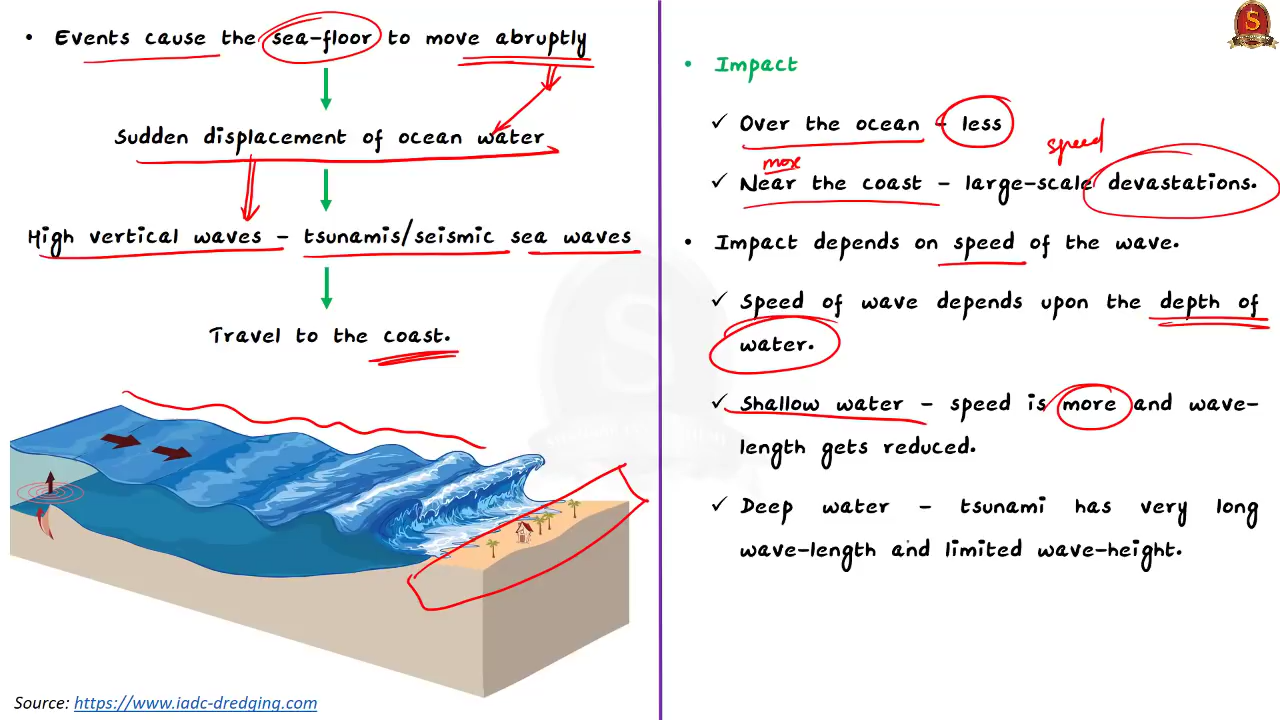 • Events cause the sea-floor to move abruptly
Sudden displacement of ocean water
High vertical waves - tsunamis/seismic sea waves
Travel to the coast.
Source: https://www.iadc-dredging.com
• Impact
✓ Over the ocean - less
speed
more
✓ Near the coast - large-scale devastations.
• Impact depends on speed of the wave.
✓ Speed of wave depends upon the depth of
water.
✓ Shallow water - speed is more and wave-
length gets reduced.
✓ Deep water - tsunami has very long
wave-length and limited wave-height.